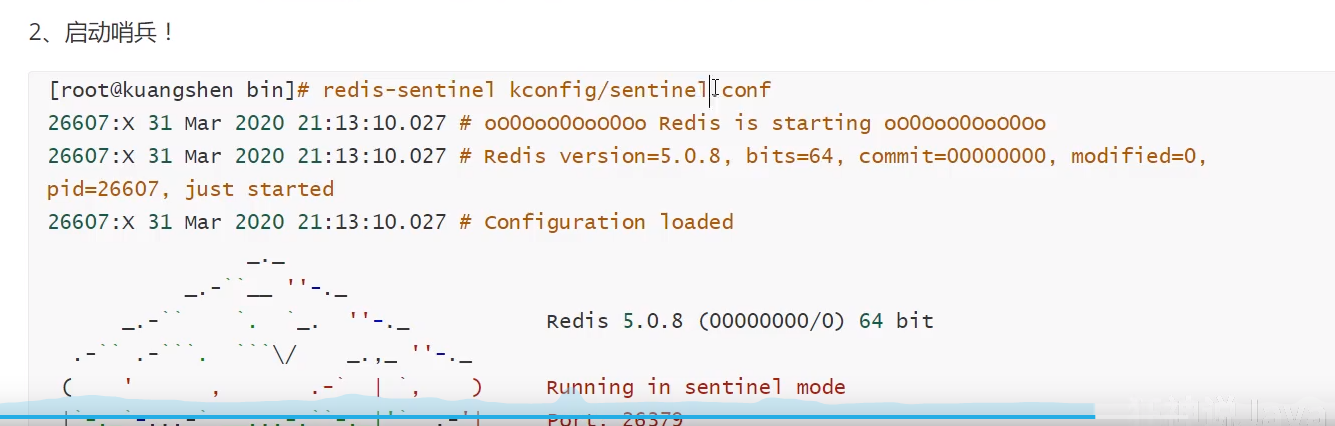 2、启动哨兵！
[root@kuangshen bin]# redis-sentinel kconfig/sentinel.conf
26607:X 31 Mar 2020 21:13:10.027 # oO0OoO0OoO0Oo Redis is starting oO0OoO0OoO0Oo
26607:X 31 Mar 2020 21:13:10.027 # Redis version=5.0.8, bits=64, commit=00000000, modified=0,
pid=26607, just started
26607:X 31 Mar 2020 21:13:10.027 # Configuration loaded
Redis 5.0.8 (00000000/0) 64 bit
Running in sentinel mode
Port: 26379